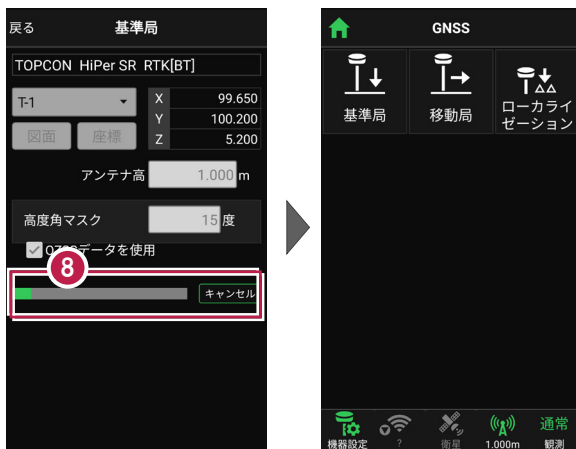 戻る 基準局
TOPCON HiPer SR RTK[BT]
T-1
X 99.650
Y 100.200
Z 5.200
図面 座標
アンテナ高 1.000 m
高度角マスク 15 度
データを使用
8
キャンセル
GNSS
基準局
移動局
ローカライ
ゼーション
機器設定 ? 衛星 1.000m 通常
観測